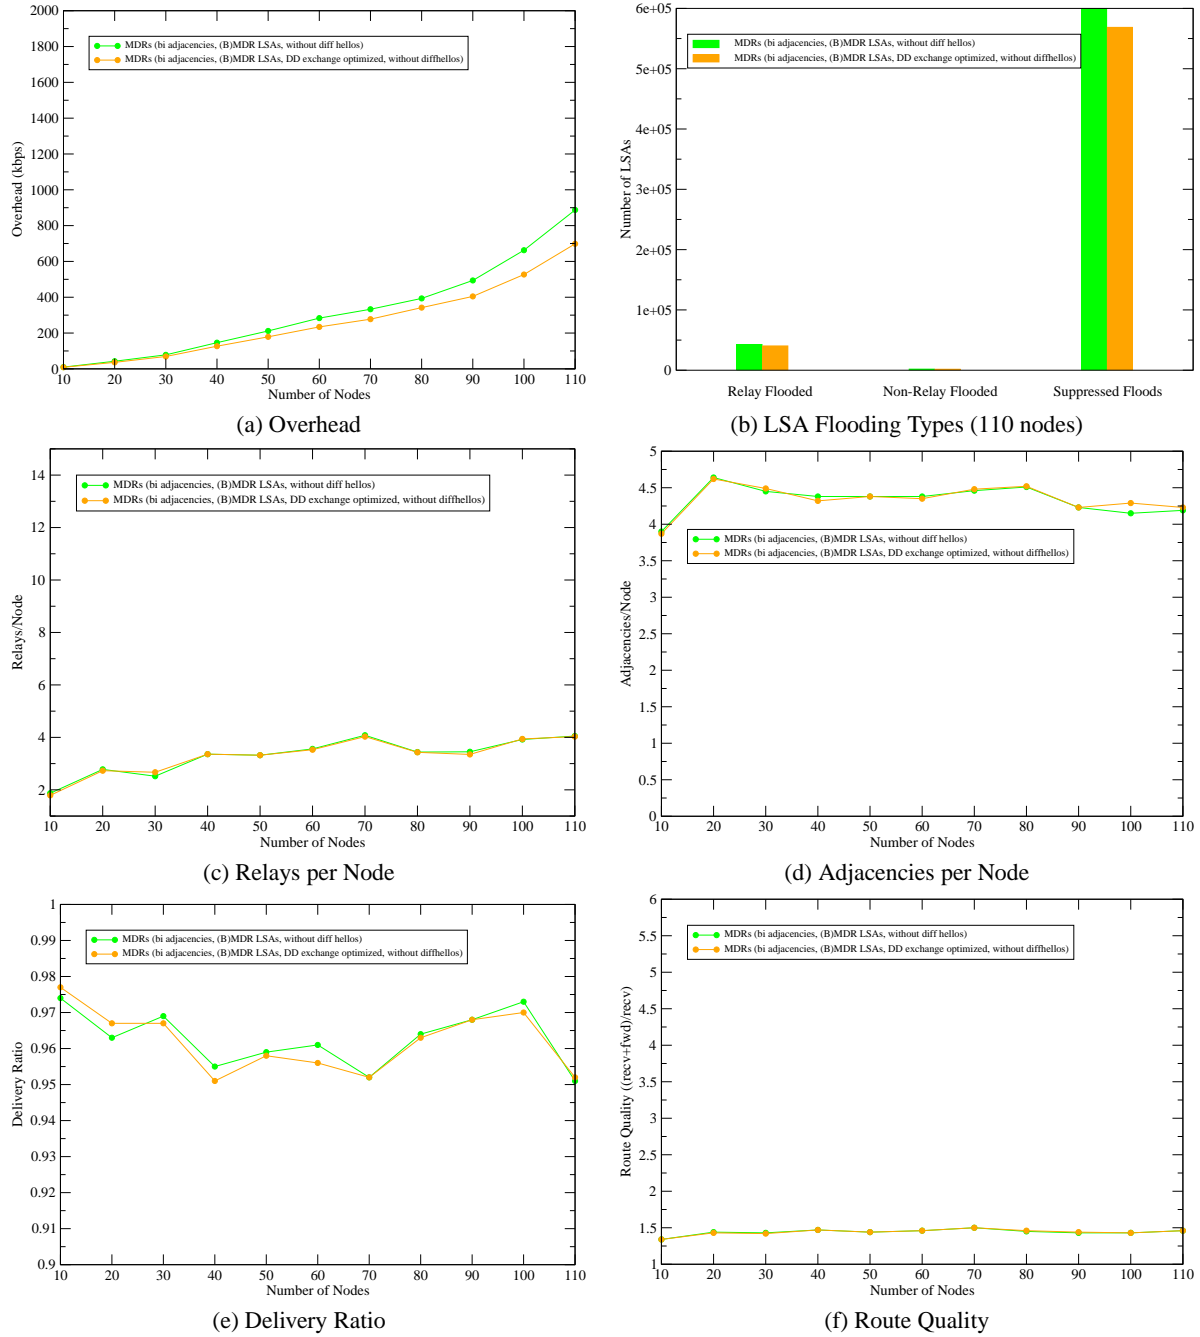 2000
1800
1600
1400
1200
1000
800
600
400
200
0
Overhead (kbps)
MDRs (bi adjacencies, (B)MDR LSAs, without diff hellos)
MDRs (bi adjacencies, (B)MDR LSAs, DD exchange optimized, without diffhellos)
10 20 30 40 50 60 70 80 90 100 110
Number of Nodes
(a) Overhead
6e+05
6e+05
4e+05
3e+05
2e+05
1e+05
0
Number of LSAs
MDRs (bi adjacencies, (B)MDR LSAs, without diff hellos)
MDRs (bi adjacencies, (B)MDR LSAs, DD exchange optimized, without diffhellos)
Relay Flooded Non-Relay Flooded Suppressed Floods
(b) LSA Flooding Types (110 nodes)
14
12
10
8
6
4
2
Relays/Node
MDRs (bi adjacencies, (B)MDR LSAs, without diff hellos)
MDRs (bi adjacencies, (B)MDR LSAs, DD exchange optimized, without diffhellos)
10 20 30 40 50 60 70 80 90 100 110
Number of Nodes
(c) Relays per Node
5
4.5
4
3.5
3
2.5
2
1.5
1
0.5
0
Adjacencies/Node
MDRs (bi adjacencies, (B)MDR LSAs, without diff hellos)
MDRs (bi adjacencies, (B)MDR LSAs, DD exchange optimized, without diffhellos)
10 20 30 40 50 60 70 80 90 100 110
Number of Nodes
(d) Adjacencies per Node
1
0.99
0.98
0.97
0.96
0.95
0.94
0.93
0.92
0.91
0.9
Delivery Ratio
MDRs (bi adjacencies, (B)MDR LSAs, without diff hellos)
MDRs (bi adjacencies, (B)MDR LSAs, DD exchange optimized, without diffhellos)
10 20 30 40 50 60 70 80 90 100 110
Number of Nodes
(e) Delivery Ratio
6
5.5
5
4.5
4
3.5
3
2.5
2
1.5
1
Route Quality ((recv+fwd)/recv)
MDRs (bi adjacencies, (B)MDR LSAs, without diff hellos)
MDRs (bi adjacencies, (B)MDR LSAs, DD exchange optimized, without diffhellos)
10 20 30 40 50 60 70 80 90 100 110
Number of Nodes
(f) Route Quality